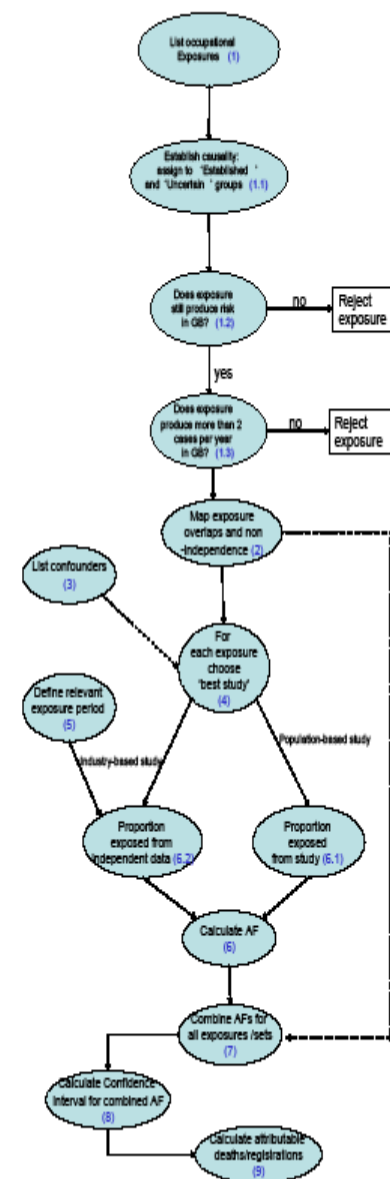 List occupational
Exposures (1)
Establish causality:
assign to "Established "
and "Uncertain " groups (1.1)
Does exposure
still produce risk
in GB? (1.2)
no
Reject
exposure
yes
Does exposure
produce more than 2
cases per year
in GB? (1.3)
no
Reject
exposure
Map exposure
overlaps and non
-independence (2)
List confounders
(3)
For
each exposure
choose
'best study'
(4)
Define relevant
exposure period
(5)
Industry-based study
Population-based study
Proportion
exposed from
independent data (6.2)
Proportion
exposed
from study (6.1)
Calculate AF
(6)
Combine AFs for
all exposures /sets
(7)
Calculate Confidence
Interval for combined AF
(8)
Calculate attributable
deaths/registrations
(9)